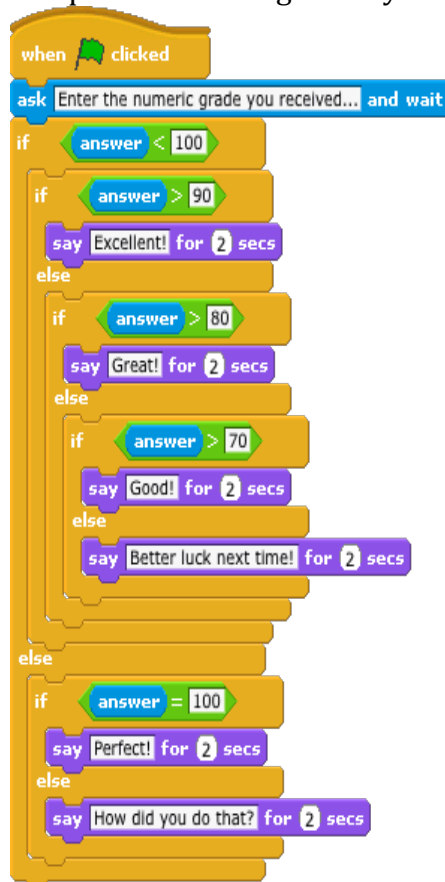 when clicked
ask Enter the numeric grade you received... and wait
if answer < 100
if answer > 90
say Excellent! for 2 secs
else
if answer > 80
say Great! for 2 secs
else
if answer > 70
say Good! for 2 secs
else
say Better luck next time! for 2 secs
else
if answer = 100
say Perfect! for 2 secs
else
say How did you do that? for 2 secs